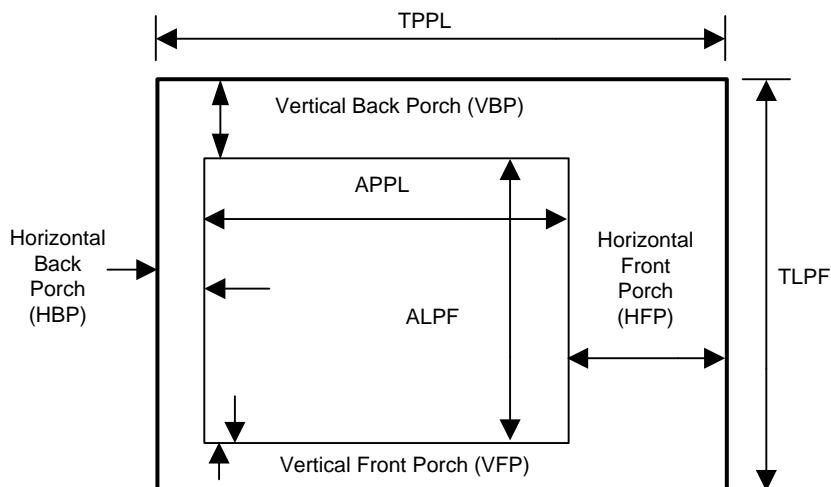 TPPL
Vertical Back Porch (VBP)
APPL
Horizontal
Back
Porch
(HBP)
Horizontal
Front
Porch
(HFP)
TLPF
ALPF
Vertical Front Porch (VFP)